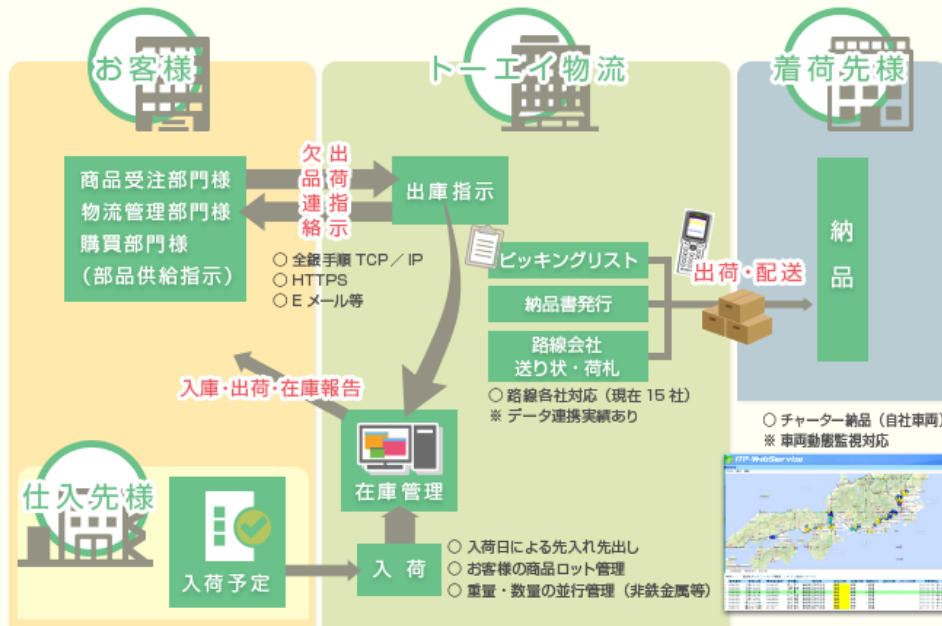 お客様
トーエイ物流
着荷先様
商品受注部門様
物流管理部門様
購買部門様
(部品供給指示)
出荷指示
欠品連絡
出庫指示
○ 全銀手順 TCP／IP
○ HTTPS
○ E メール等
ピッキングリスト
納品書発行
路線会社
送り状・荷札
○ 路線各社対応（現在 15 社）
※ データ連携実績あり
出荷・配送
納品
○ チャーター納品（自社車両）
※ 車両動態監視対応
ITP-WebService
入庫・出荷・在庫報告
在庫管理
仕入先様
入荷予定
入荷
○ 入荷日による先入れ先出し
○ お客様の商品ロット管理
○ 重量・数量の並行管理（非鉄金属等）